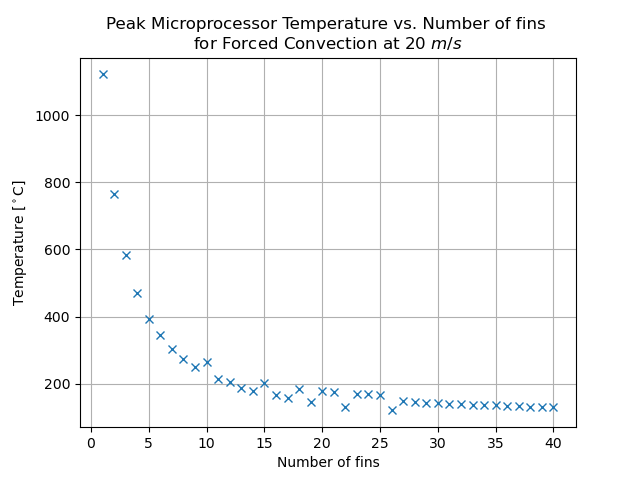 Peak Microprocessor Temperature vs. Number of fins
for Forced Convection at 20 m/s
1000
800
600
400
200
Temperature [°C]
0 5 10 15 20 25 30 35 40
Number of fins